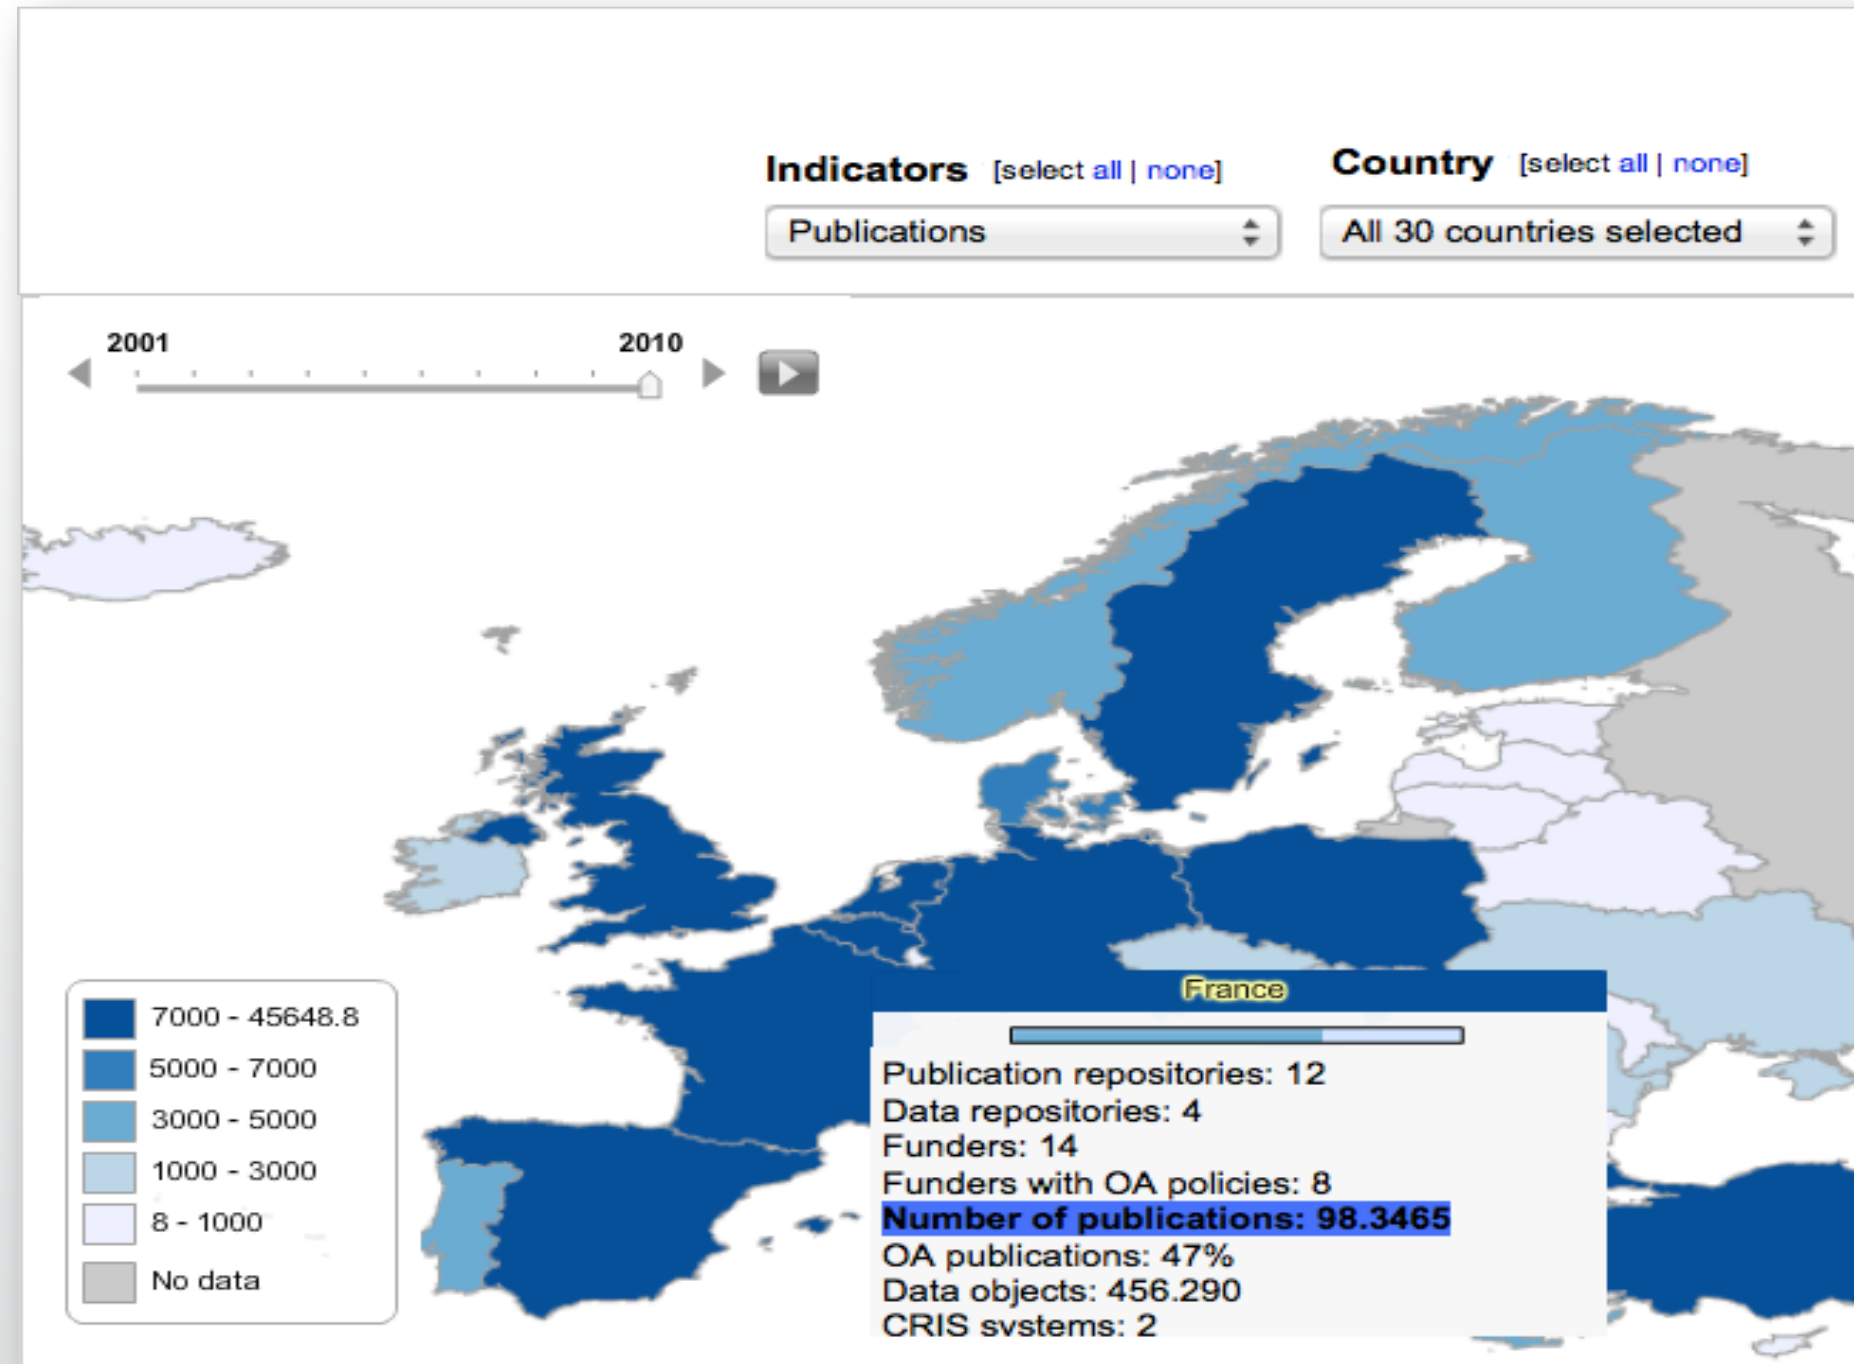 Indicators [select all | none]
Country [select all | none]
Publications
All 30 countries selected
2001
2010
7000 - 45648.8
5000 - 7000
3000 - 5000
1000 - 3000
8 - 1000
No data
France
Publication repositories: 12
Data repositories: 4
Funders: 14
Funders with OA policies: 8
Number of publications: 98.3465
OA publications: 47%
Data objects: 456.290
CRIS systems: 2